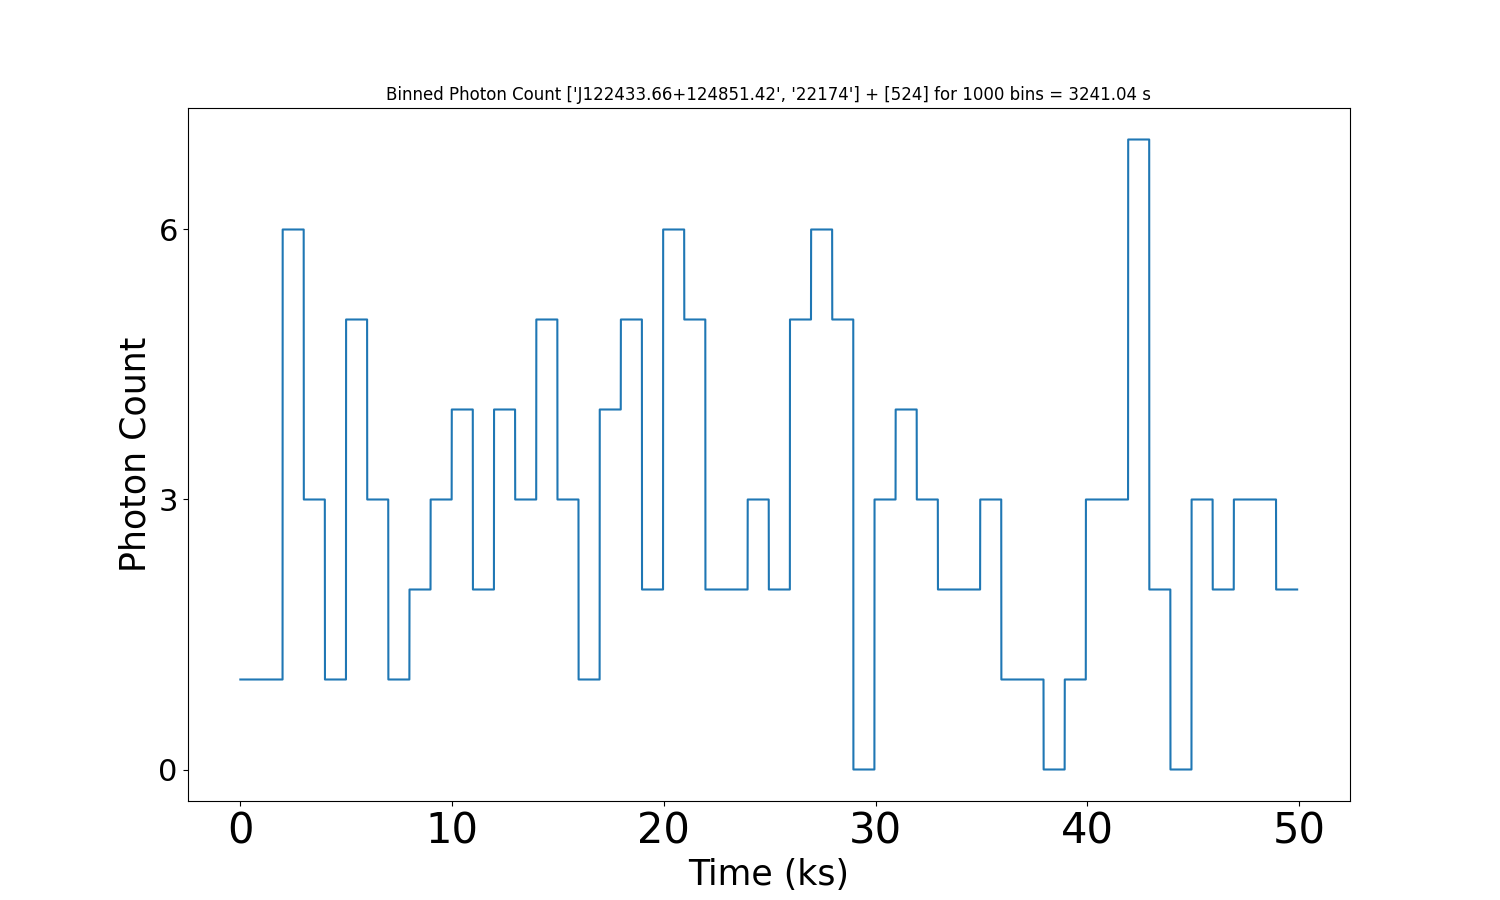 Binned Photon Count ['J122433.66+124851.42', '22174'] + [524] for 1000 bins = 3241.04 s
Photon Count
6
3
0
0 10 20 30 40 50
Time (ks)